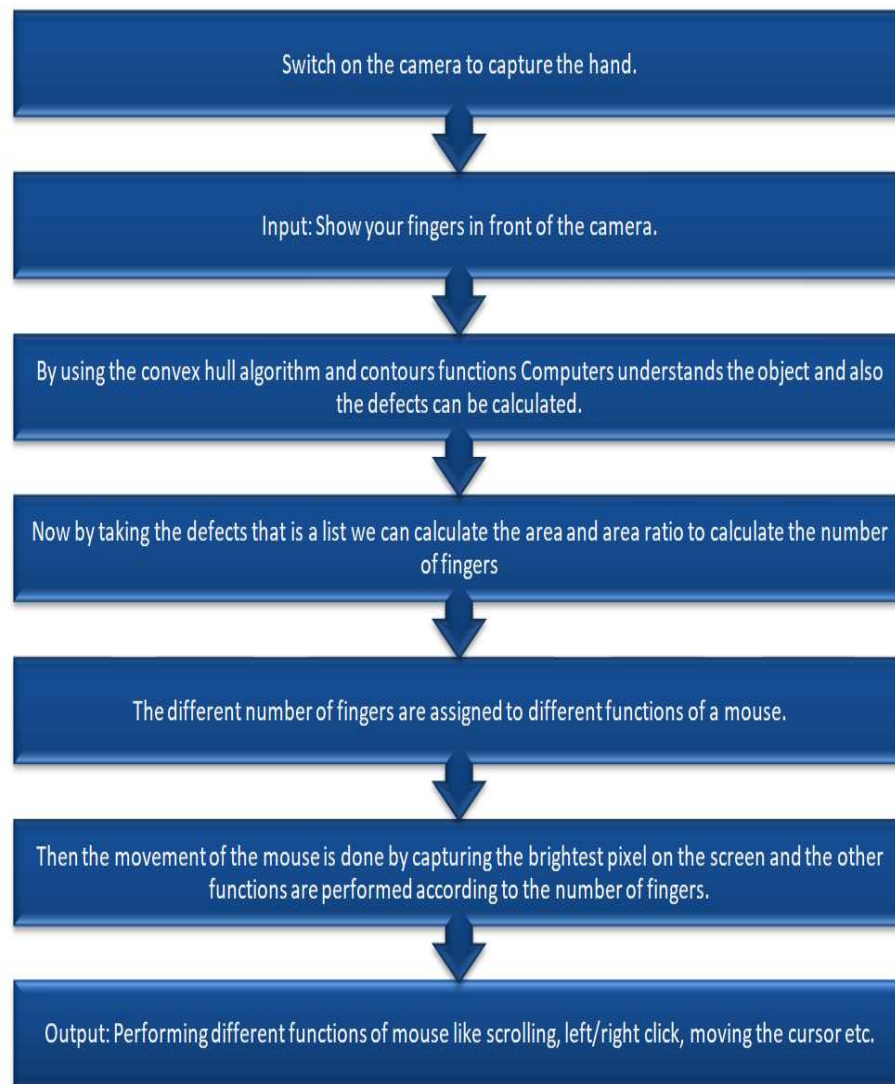 Switch on the camera to capture the hand.
Input: Show your fingers in front of the camera.
By using the convex hull algorithm and contours functions Computers understands the object and also
the defects can be calculated.
Now by taking the defects that is a list we can calculate the area and area ratio to calculate the number
of fingers
The different number of fingers are assigned to different functions of a mouse.
Then the movement of the mouse is done by capturing the brightest pixel on the screen and the other
functions are performed according to the number of fingers.
Output: Performing different functions of mouse like scrolling, left/right click, moving the cursor etc.